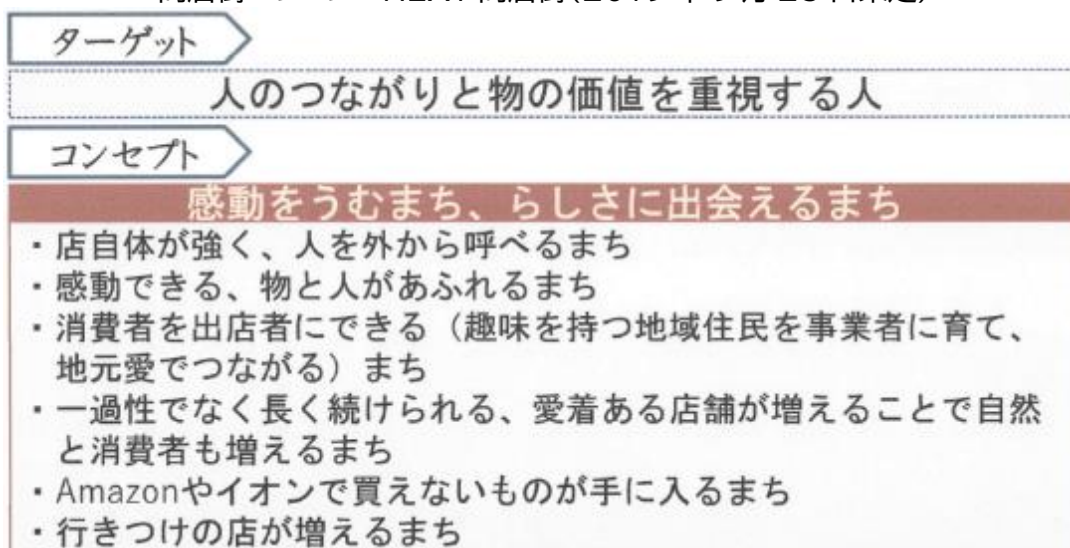 ターゲット
人のつながりと物の価値を重視する人
コンセプト
感動をうむまち、らしさに出会えるまち
・店自体が強く、人を外から呼べるまち
・感動できる、物と人があふれるまち
・消費者を出店者にできる（趣味を持つ地域住民を事業者に育て、
地元愛でつながる）まち
・一過性でなく長く続けられる、愛着ある店舗が増えることで自然
と消費者も増えるまち
・Amazonやイオンで買えないものが手に入るまち
・行きつけの店が増えるまち